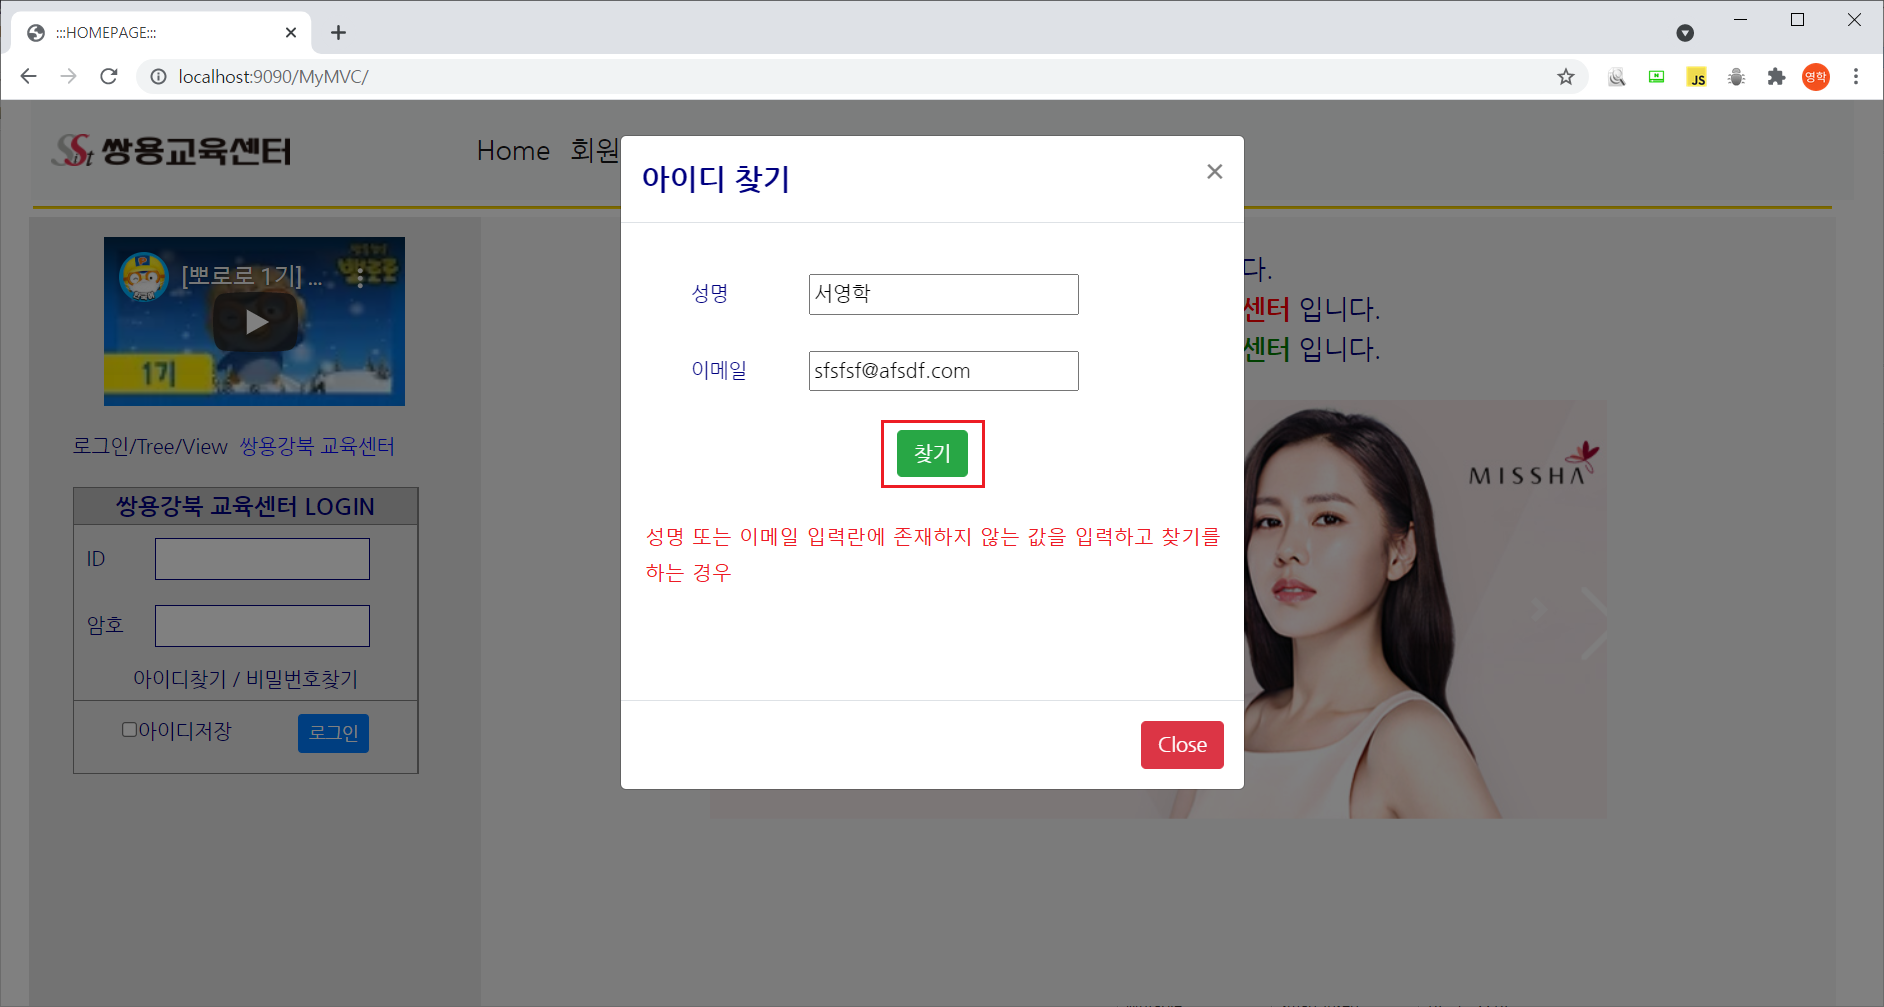 :::HOMEPAGE:::
localhost:9090/MyMVC/
JS
영학
Sist 쌍용교육센터
Home 회원
아이디 찾기
×
[뽀로로 1기] ...
1기
다.
센터 입니다.
센터 입니다.
성명 서영학
이메일 sfsfsf@afsdf.com
찾기
MISSHA
로그인/Tree/View 쌍용강북 교육센터
쌍용강북 교육센터 LOGIN
ID
암호
아이디찾기 / 비밀번호찾기
아이디저장 로그인
성명 또는 이메일 입력란에 존재하지 않는 값을 입력하고 찾기를
하는 경우
Close